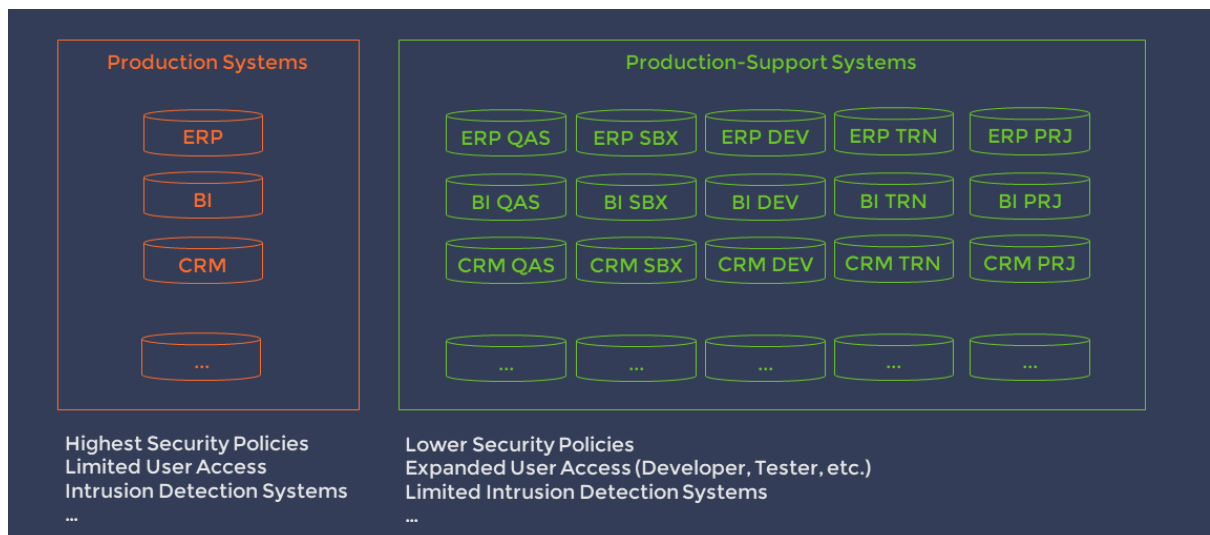 Production Systems
ERP
BI
CRM
...
Production-Support Systems
ERP QAS ERP SBX ERP DEV ERP TRN ERP PRJ
BI QAS BI SBX BI DEV BI TRN BI PRJ
CRM QAS CRM SBX CRM DEV CRM TRN CRM PRJ
... ... ... ... ...
Highest Security Policies
Limited User Access
Intrusion Detection Systems
...
Lower Security Policies
Expanded User Access (Developer, Tester, etc.)
Limited Intrusion Detection Systems
...